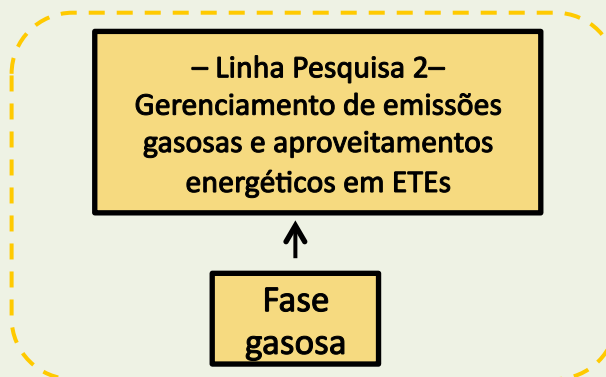 – Linha Pesquisa 2–
Gerenciamento de emissões
gasosas e aproveitamentos
energéticos em ETEs
Fase
gasosa